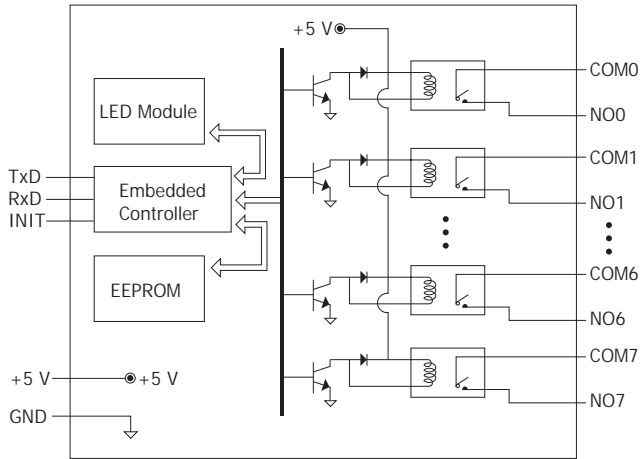 +5 V
LED Module
TxD
RxD
INIT
Embedded
Controller
EEPROM
+5 V
+5 V
GND
COM0
NO0
COM1
NO1
COM6
NO6
COM7
NO7